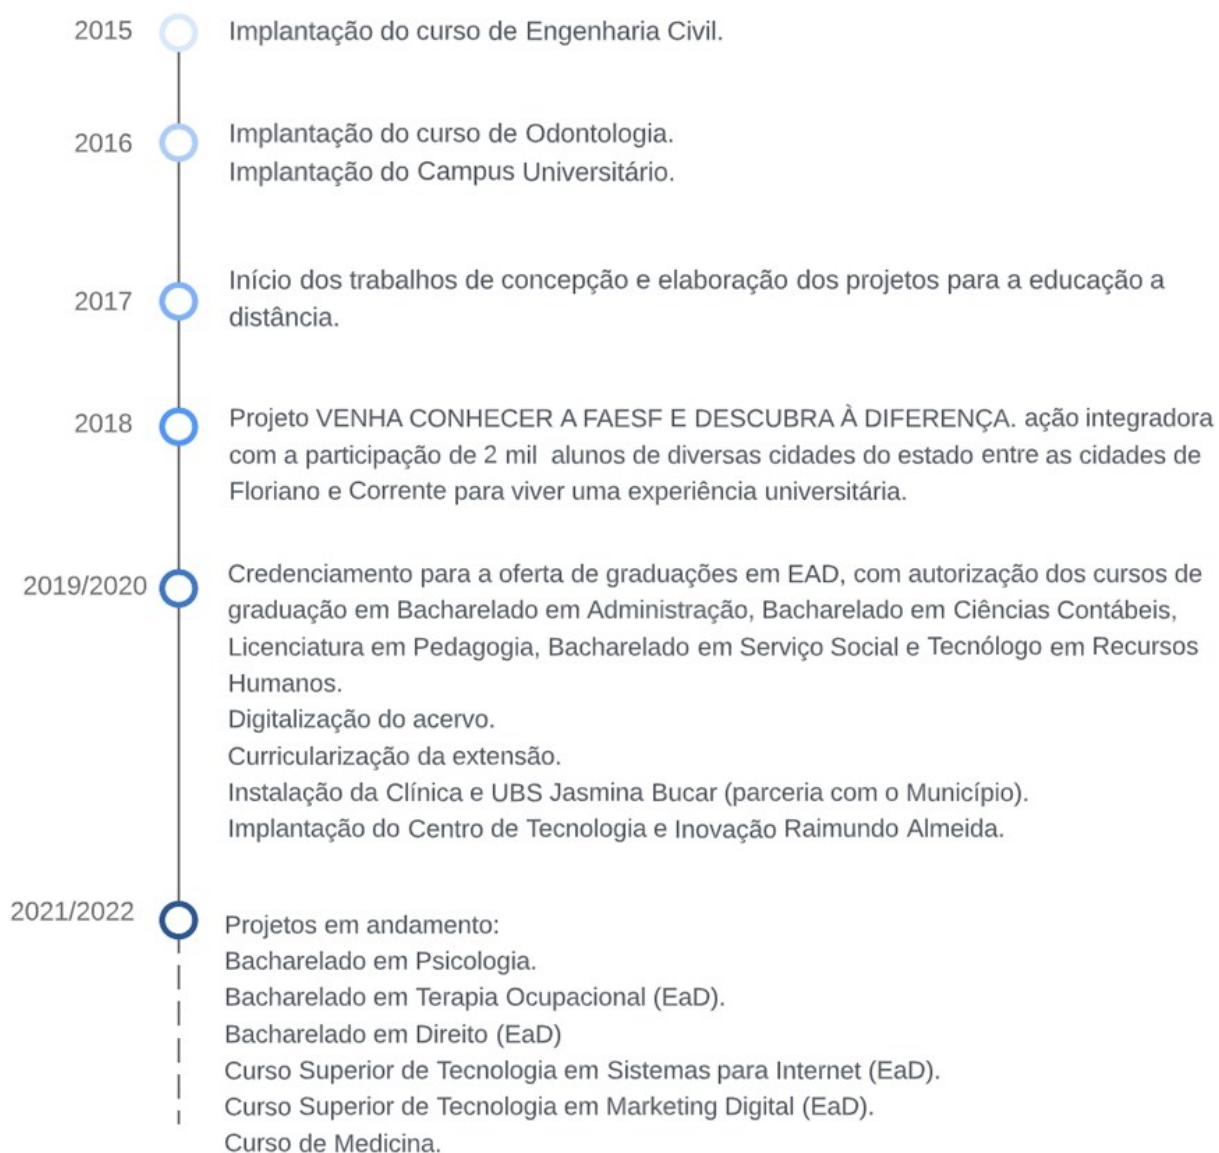 2015
Implantação do curso de Engenharia Civil.
2016
Implantação do curso de Odontologia.
Implantação do Campus Universitário.
2017
Início dos trabalhos de concepção e elaboração dos projetos para a educação a
distância.
2018
Projeto VENHA CONHECER A FAESF E DESCUBRA À DIFERENÇA. ação integradora
com a participação de 2 mil alunos de diversas cidades do estado entre as cidades de
Floriano e Corrente para viver uma experiência universitária.
2019/2020
Credenciamento para a oferta de graduações em EAD, com autorização dos cursos de
graduação em Bacharelado em Administração, Bacharelado em Ciências Contábeis,
Licenciatura em Pedagogia, Bacharelado em Serviço Social e Tecnólogo em Recursos
Humanos.
Digitalização do acervo.
Curricularização da extensão.
Instalação da Clínica e UBS Jasmina Bucar (parceria com o Município).
Implantação do Centro de Tecnologia e Inovação Raimundo Almeida.
2021/2022
Projetos em andamento:
Bacharelado em Psicologia.
Bacharelado em Terapia Ocupacional (EaD).
Bacharelado em Direito (EaD)
Curso Superior de Tecnologia em Sistemas para Internet (EaD).
Curso Superior de Tecnologia em Marketing Digital (EaD).
Curso de Medicina.